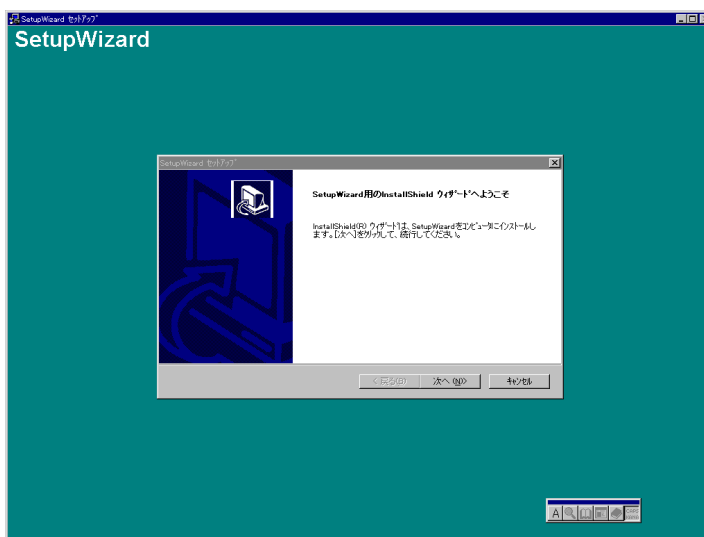 SetupWizard ｾｯﾄｱｯﾌﾟ
SetupWizard
SetupWizard ｾｯﾄｱｯﾌﾟ
SetupWizard用のInstallShield ｳｨｻﾞｰﾄﾞへようこそ
InstallShield(R) ｳｨｻﾞｰﾄﾞは、SetupWizardをｺﾝﾋﾟｭｰﾀにインストールし
ます。[次へ]をｸﾘｯｸして、続行してください。
< 戻る(B)
次へ (N)>
ｷｬﾝｾﾙ
A
CAPS
KANA